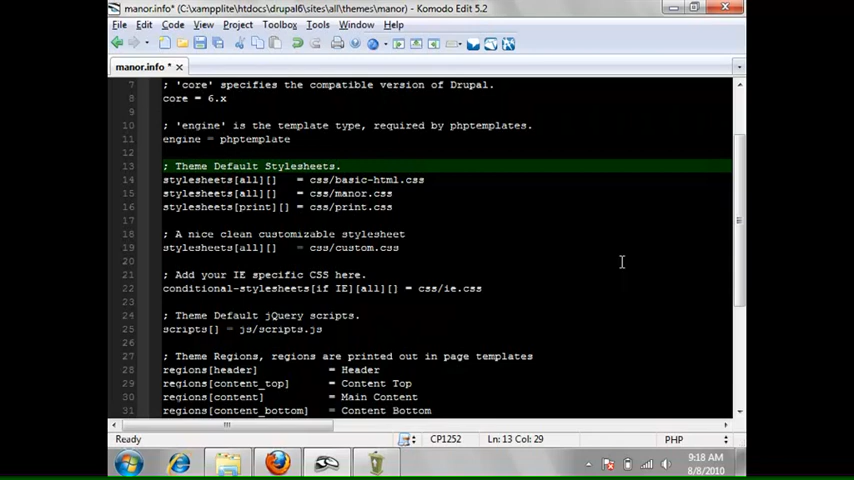 manor.info* (C:\xampplite\htdocs\drupal6\sites\all\themes\manor) - Komodo Edit 5.2
File Edit Code View Project Toolbox Tools Window Help
manor.info *
7 ; 'core' specifies the compatible version of Drupal.
8 core = 6.x
9
10 ; 'engine' is the template type, required by phptemplates.
11 engine = phptemplate
12
13 ; Theme Default Stylesheets.
14 stylesheets[all][] = css/basic-html.css
15 stylesheets[all][] = css/manor.css
16 stylesheets[print][] = css/print.css
17
18 ; A nice clean customizable stylesheet
19 stylesheets[all][] = css/custom.css
20
21 ; Add your IE specific CSS here.
22 conditional-stylesheets[if IE][all][] = css/ie.css
23
24 ; Theme Default jQuery scripts.
25 scripts[] = js/scripts.js
26
27 ; Theme Regions, regions are printed out in page templates
28 regions[header] = Header
29 regions[content_top] = Content Top
30 regions[content] = Main Content
31 regions[content_bottom] = Content Bottom
Ready CP1252 Ln: 13 Col: 29 PHP
9:18 AM
8/8/2010